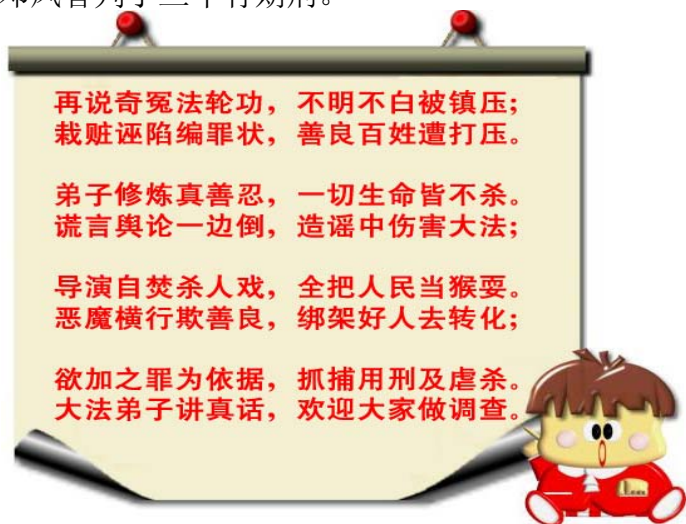 再说奇冤法轮功，不明不白被镇压；
栽赃诬陷编罪状，善良百姓遭打压。
弟子修炼真善忍，一切生命皆不杀。
谎言舆论一边倒，造谣中伤害大法；
导演自焚杀人戏，全把人民当猴耍。
恶魔横行欺善良，绑架好人去转化；
欲加之罪为依据，抓捕用刑及虐杀。
大法弟子讲真话，欢迎大家做调查。